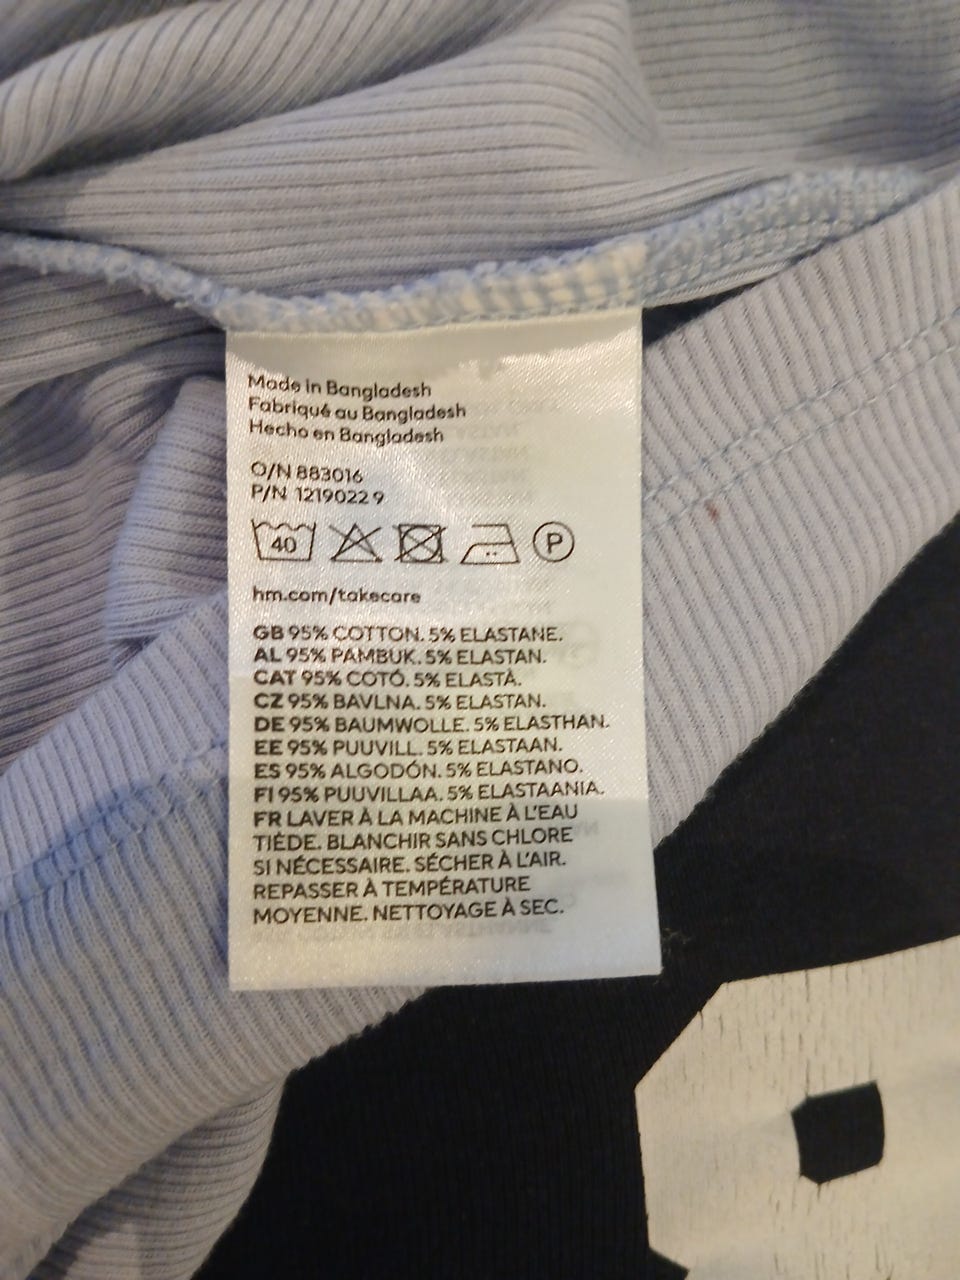 Made in Bangladesh
Fabriqué au Bangladesh
Hecho en Bangladesh
O/N 883016
P/N 1219022 9
40 P
hm.com/takecare
GB 95% COTTON. 5% ELASTANE.
AL 95% PAMBUK. 5% ELASTAN.
CAT 95% COTÓ. 5% ELASTÀ.
CZ 95% BAVLNA. 5% ELASTAN.
DE 95% BAUMWOLLE. 5% ELASTHAN.
EE 95% PUUVILL. 5% ELASTAAN.
ES 95% ALGODÓN. 5% ELASTANO.
FI 95% PUUVILLAA. 5% ELASTAANIA.
FR LAVER À LA MACHINE À L'EAU
TIÈDE. BLANCHIR SANS CHLORE
SI NÉCESSAIRE. SÉCHER À L'AIR.
REPASSER À TEMPÉRATURE
MOYENNE. NETTOYAGE À SEC.